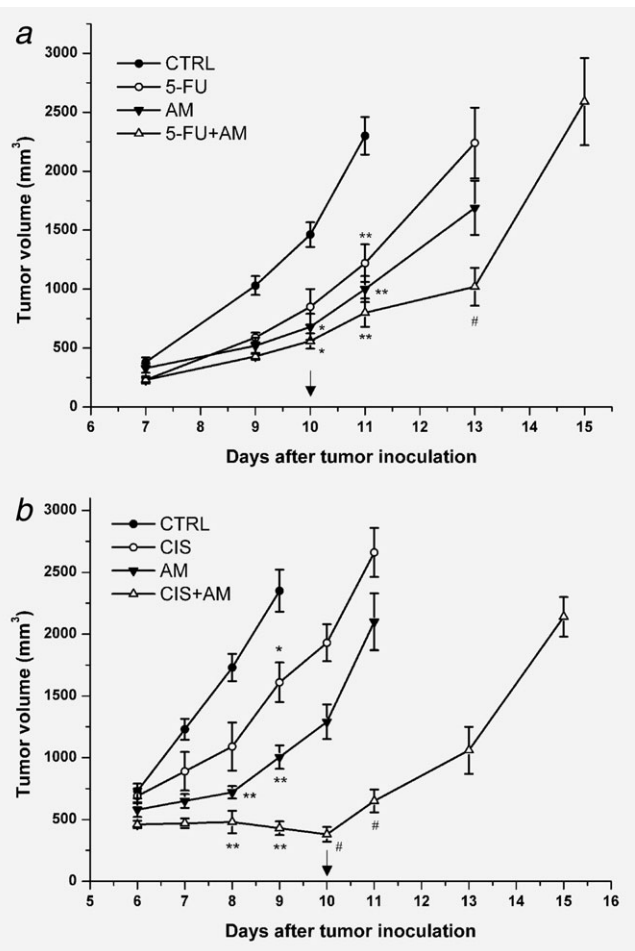 a
3000
2500
2000
1500
1000
500
0
Tumor volume (mm³)
CTRL
5-FU
AM
5-FU+AM
**
**
**
*
*
#
6 7 9 10 11 13 14 15
Days after tumor inoculation
b
3000
2500
2000
1500
1000
500
0
Tumor volume (mm³)
CTRL
CIS
AM
CIS+AM
*
**
**
**
**
#
#
5 6 7 8 9 10 11 13 14 15 16
Days after tumor inoculation